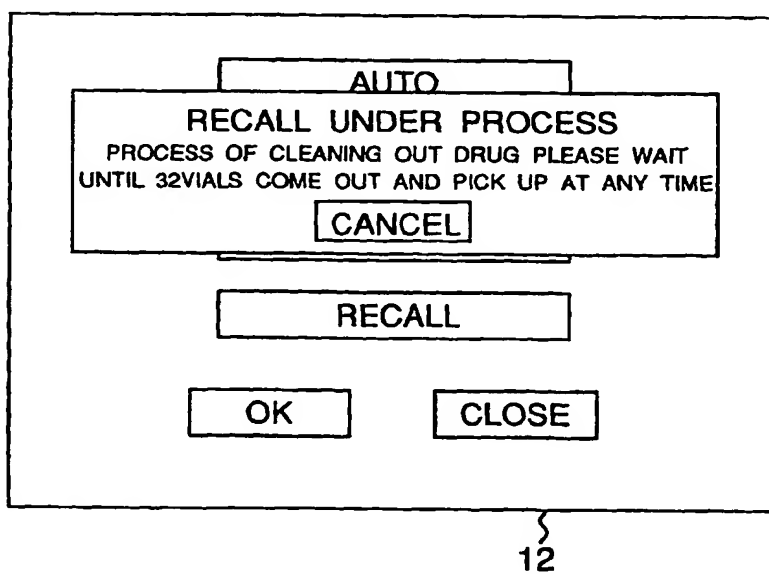 AUTO
RECALL UNDER PROCESS
PROCESS OF CLEANING OUT DRUG PLEASE WAIT
UNTIL 32VIALS COME OUT AND PICK UP AT ANY TIME
CANCEL
RECALL
OK CLOSE
12